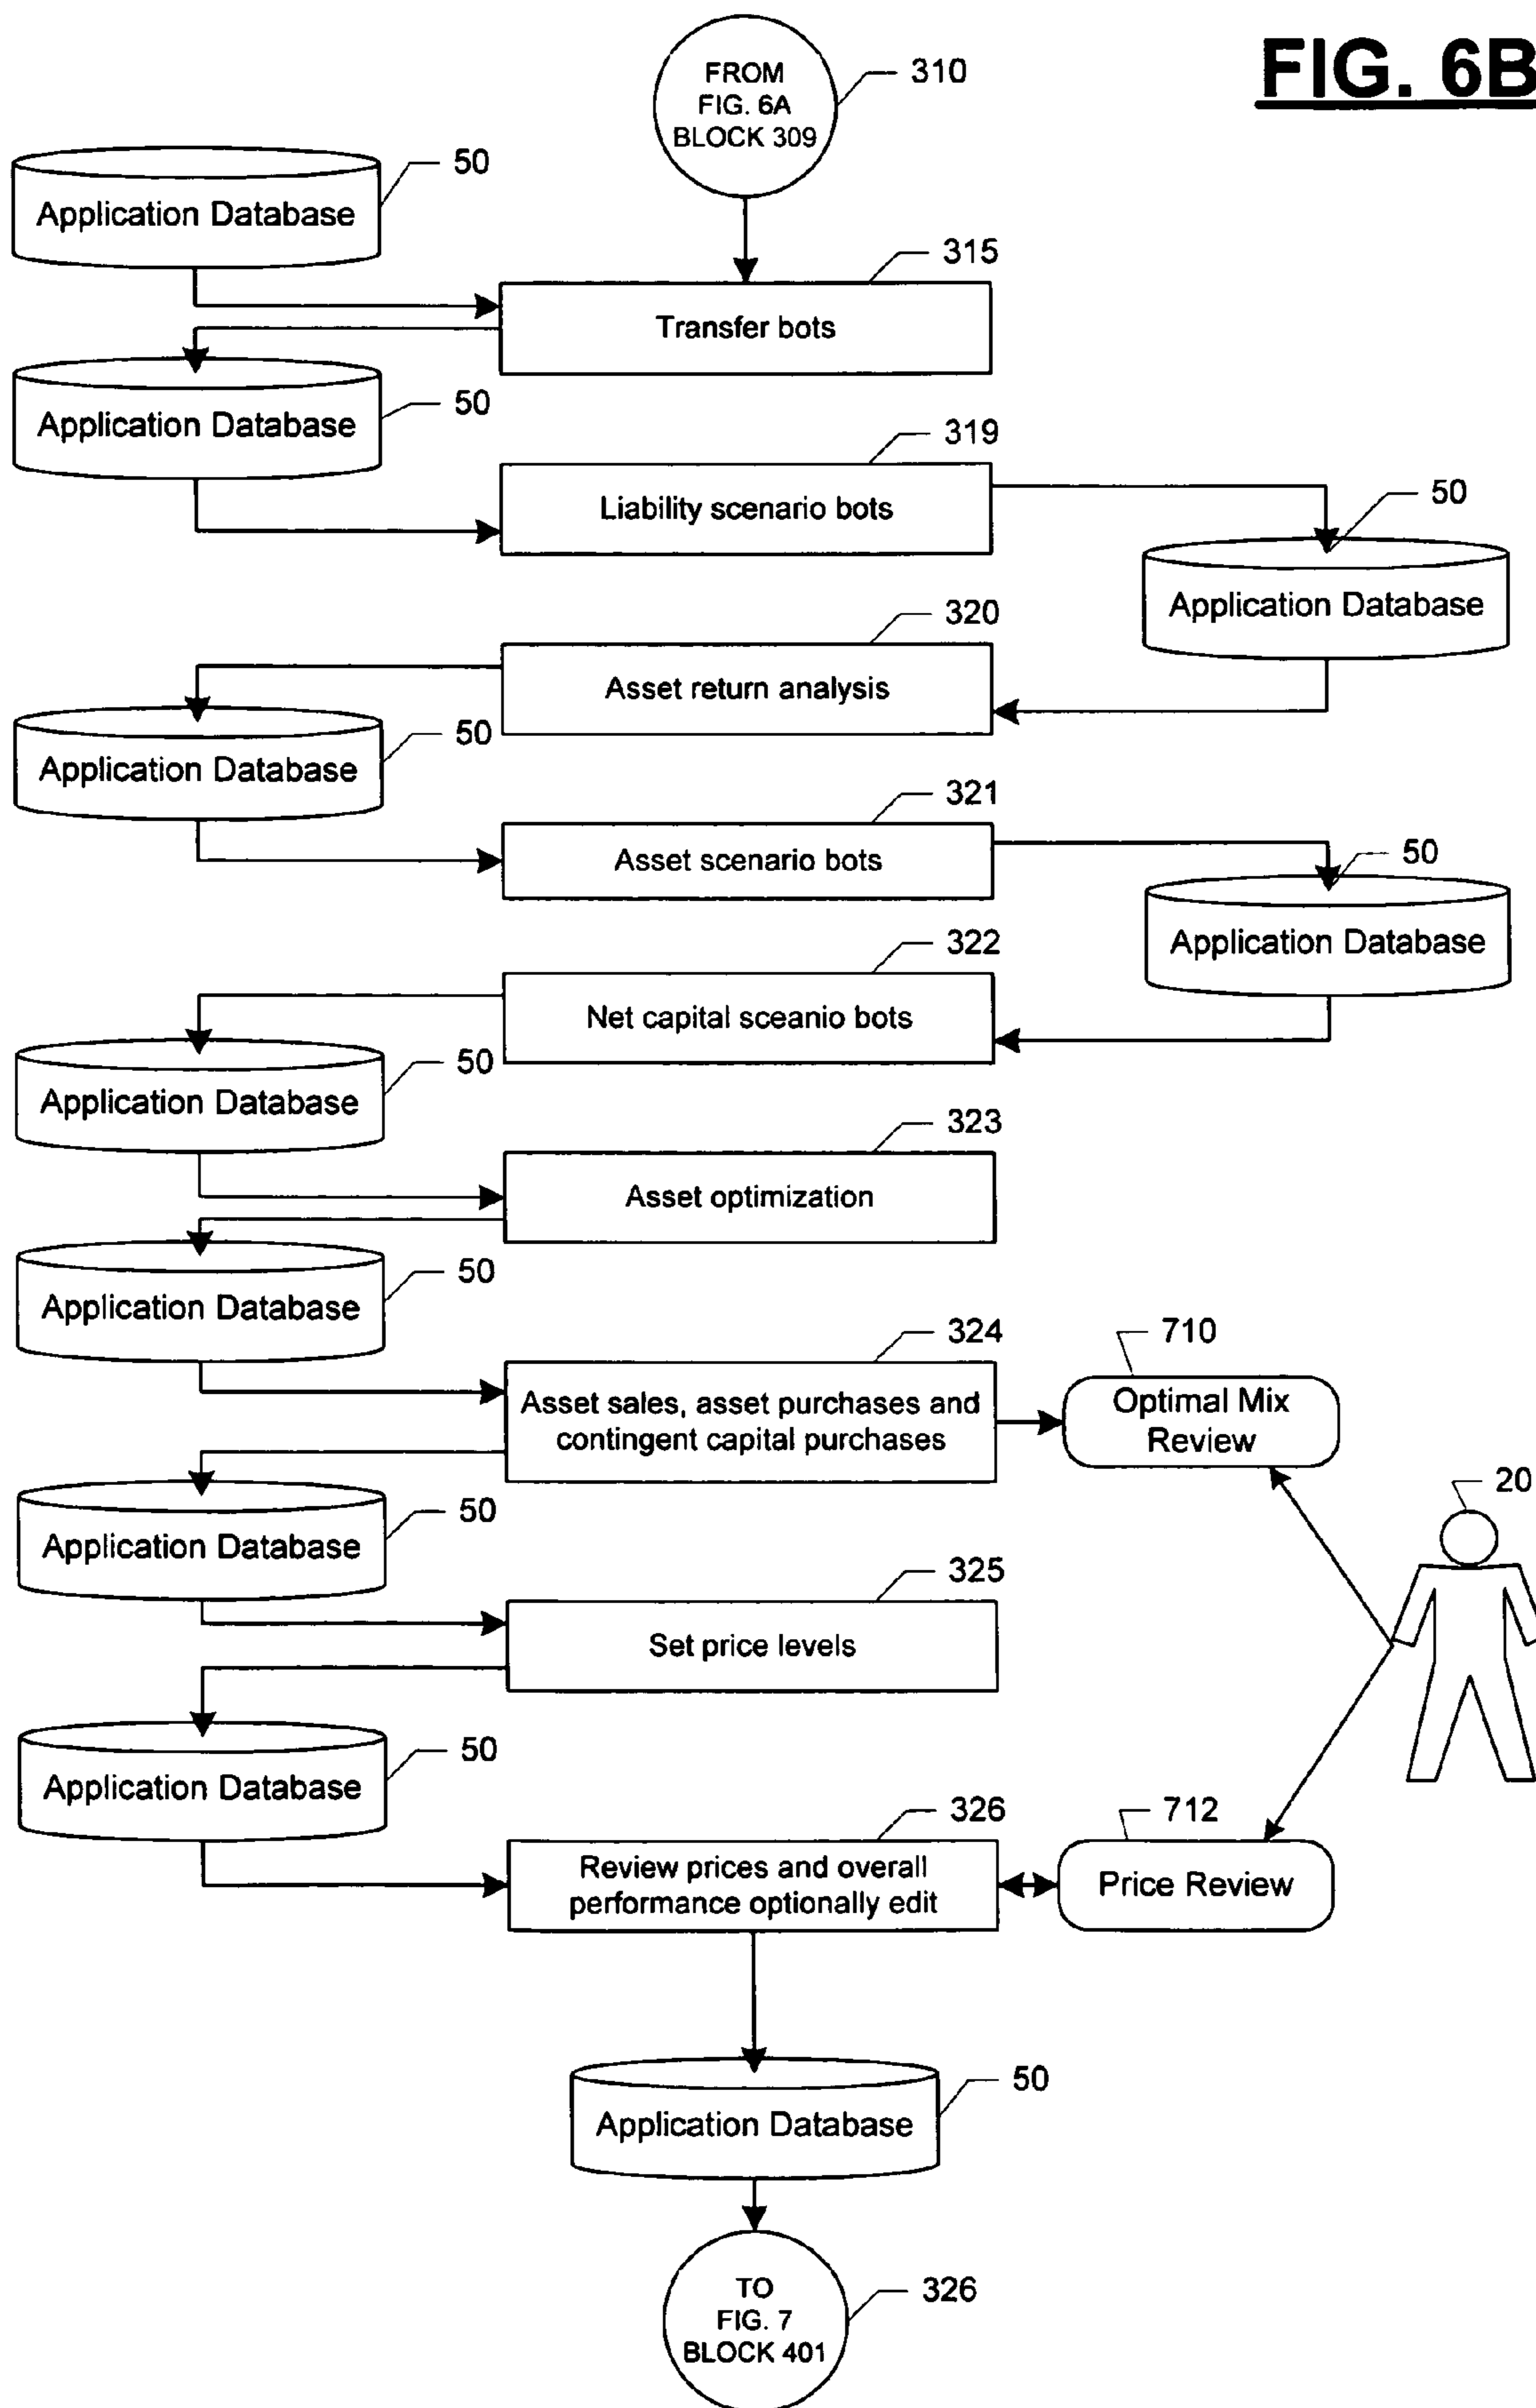 FIG. 6B
FROM
FIG. 6A
BLOCK 309
310
50
Application Database
315
Transfer bots
50
Application Database
319
Liability scenario bots
50
Application Database
320
Asset return analysis
50
Application Database
321
Asset scenario bots
50
Application Database
322
Net capital sceanio bots
50
Application Database
323
Asset optimization
50
Application Database
324
Asset sales, asset purchases and
contingent capital purchases
710
Optimal Mix
Review
20
50
Application Database
325
Set price levels
50
Application Database
326
Review prices and overall
performance optionally edit
712
Price Review
50
Application Database
TO
FIG. 7
BLOCK 401
326